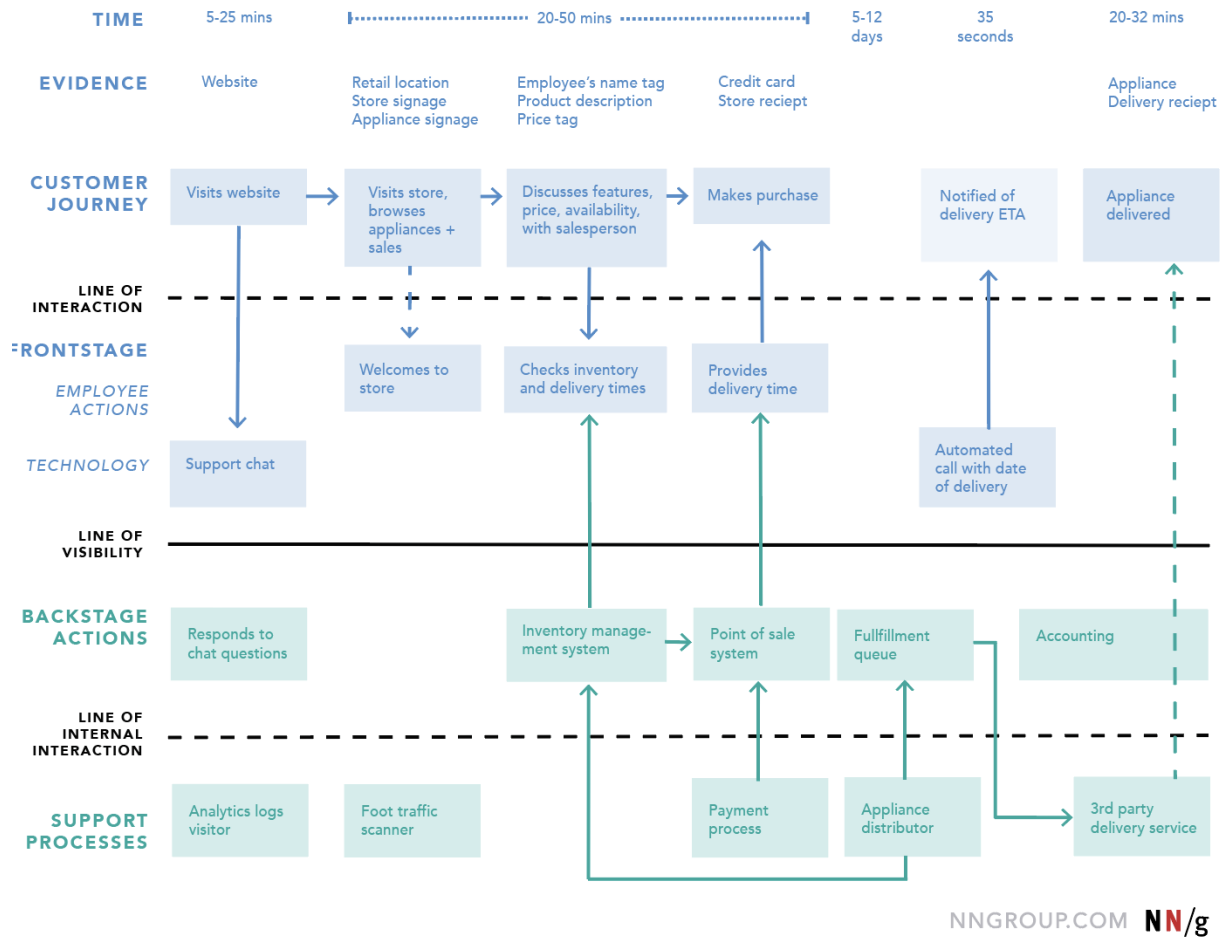 TIME
5-25 mins
20-50 mins
5-12
days
35
seconds
20-32 mins
EVIDENCE
Website
Retail location
Store signage
Appliance signage
Employee's name tag
Product description
Price tag
Credit card
Store reciept
Appliance
Delivery reciept
CUSTOMER
JOURNEY
Visits website
Visits store,
browses
appliances +
sales
Discusses features,
price, availability,
with salesperson
Makes purchase
Notified of
delivery ETA
Appliance
delivered
LINE OF
INTERACTION
FRONTSTAGE
EMPLOYEE
ACTIONS
Welcomes to
store
Checks inventory
and delivery times
Provides
delivery time
TECHNOLOGY
Support chat
Automated
call with date
of delivery
LINE OF
VISIBILITY
BACKSTAGE
ACTIONS
Responds to
chat questions
Inventory manage-
ment system
Point of sale
system
Fullfillment
queue
Accounting
LINE OF
INTERNAL
INTERACTION
SUPPORT
PROCESSES
Analytics logs
visitor
Foot traffic
scanner
Payment
process
Appliance
distributor
3rd party
delivery service
NNGROUP.COM NN/g